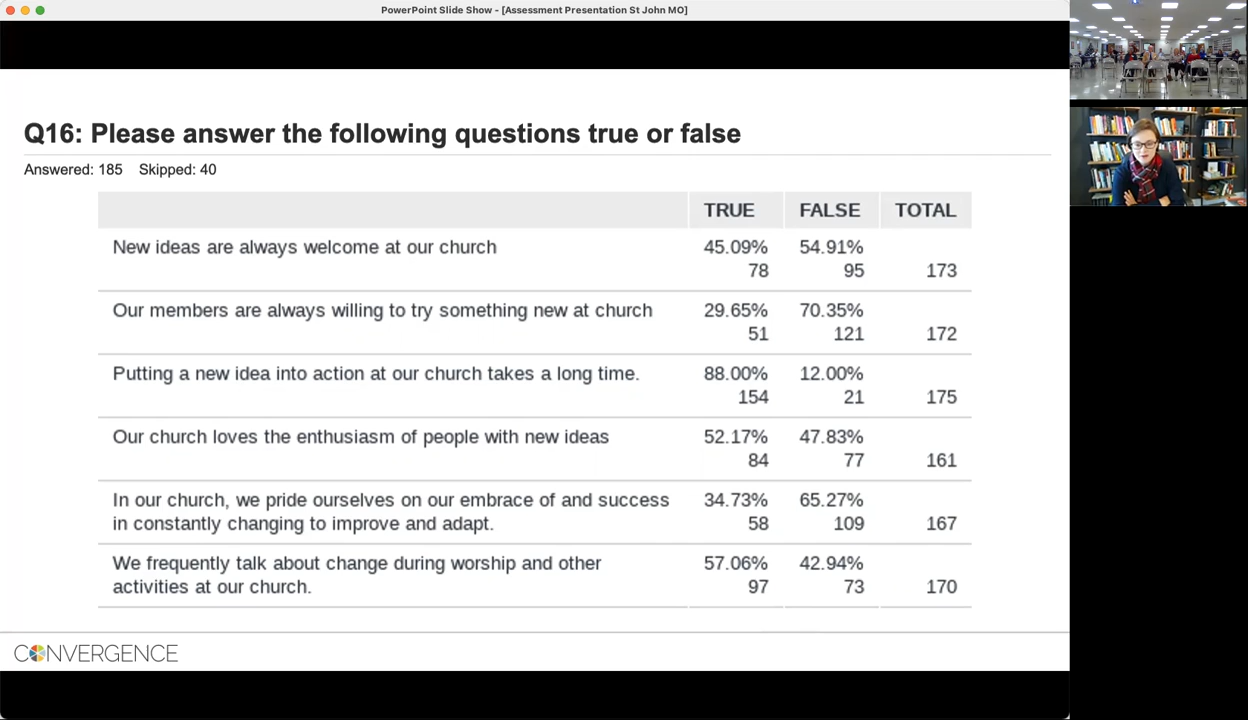 PowerPoint Slide Show - [Assessment Presentation St John MO]
Q16: Please answer the following questions true or false
Answered: 185 Skipped: 40
TRUE FALSE TOTAL
New ideas are always welcome at our church 45.09% 54.91%
78 95 173
Our members are always willing to try something new at church 29.65% 70.35%
51 121 172
Putting a new idea into action at our church takes a long time. 88.00% 12.00%
154 21 175
Our church loves the enthusiasm of people with new ideas 52.17% 47.83%
84 77 161
In our church, we pride ourselves on our embrace of and success 34.73% 65.27%
in constantly changing to improve and adapt. 58 109 167
We frequently talk about change during worship and other 57.06% 42.94%
activities at our church. 97 73 170
CONVERGENCE